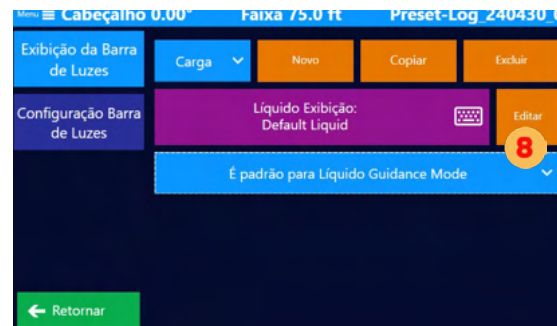 Menu ≡ Cabeçalho 0.00° Faixa 75.0 ft Preset-Log_240430_
Exibição da Barra
de Luzes
Carga Novo Copiar Excluir
Configuração Barra
de Luzes
Líquido Exibição:
Default Liquid
Editar
8
É padrão para Líquido Guidance Mode
Retornar